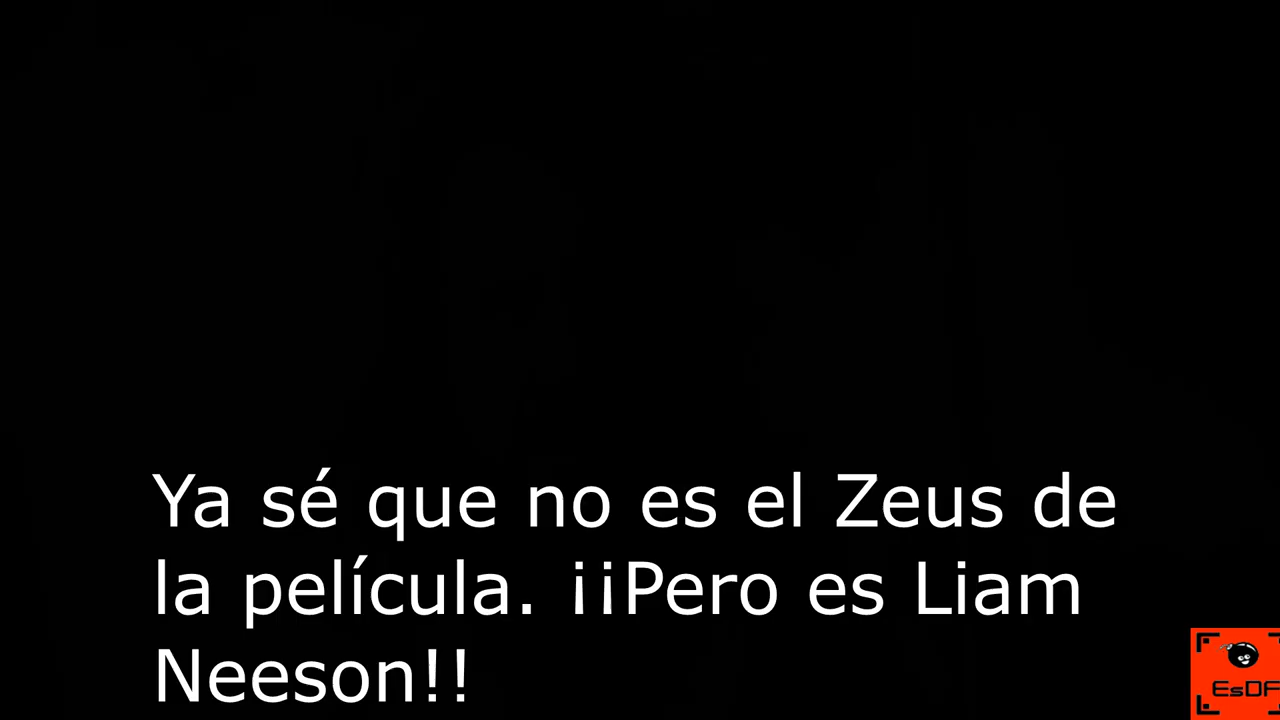 Ya sé que no es el Zeus de
la película. ¡¡Pero es Liam
Neeson!!
EsDF